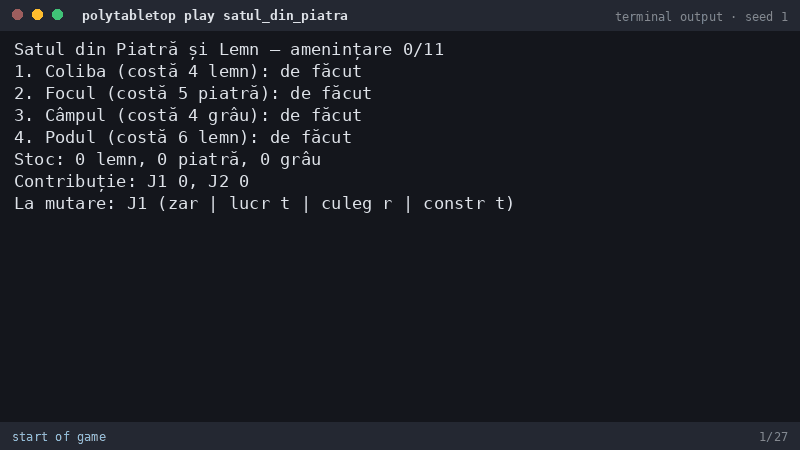 polytabletop play satul_din_piatra
terminal output · seed 1
Satul din Piatră și Lemn — amenințare 0/11
1. Coliba (costă 4 lemn): de făcut
2. Focul (costă 5 piatră): de făcut
3. Câmpul (costă 4 grâu): de făcut
4. Podul (costă 6 lemn): de făcut
Stoc: 0 lemn, 0 piatră, 0 grâu
Contribuție: J1 0, J2 0
La mutare: J1 (zar | lucr t | culeg r | constr t)
start of game
1/27